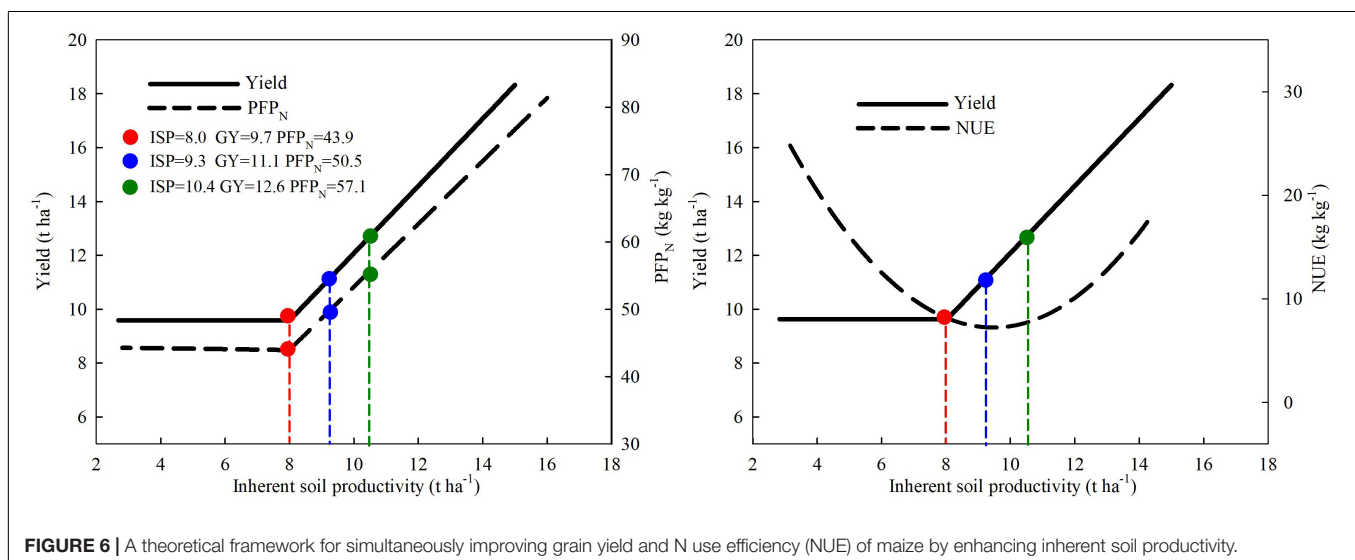 20
18
16
14
12
10
8
6
Yield (t ha-1)
Yield
PFPN
ISP=8.0 GY=9.7 PFPN=43.9
ISP=9.3 GY=11.1 PFPN=50.5
ISP=10.4 GY=12.6 PFPN=57.1
90
80
70
60
50
40
30
PFPN (kg kg-1)
2 4 6 8 10 12 14 16 18
Inherent soil productivity (t ha-1)
20
18
16
14
12
10
8
6
Yield (t ha-1)
Yield
NUE
30
20
10
0
NUE (kg kg-1)
2 4 6 8 10 12 14 16 18
Inherent soil productivity (t ha-1)
FIGURE 6 | A theoretical framework for simultaneously improving grain yield and N use efficiency (NUE) of maize by enhancing inherent soil productivity.